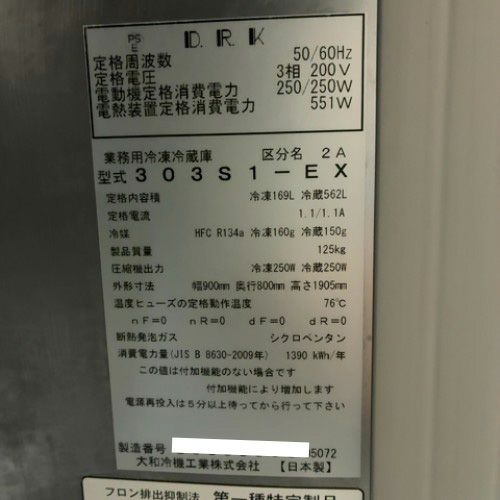 PS
E D.R.K
定格周波数 50/60Hz
定格電圧 3相 200V
電動機定格消費電力 250/250W
電熱装置定格消費電力 551W
業務用冷凍冷蔵庫 区分名 2A
型式 303S1-EX
定格内容積 冷凍169L 冷蔵562L
定格電流 1.1/1.1A
冷媒 HFC R134a 冷凍160g 冷蔵150g
製品質量 125kg
圧縮機出力 冷凍250W 冷蔵250W
外形寸法 幅900mm 奥行800mm 高さ1905mm
温度ヒューズの定格動作温度 76℃
nF=0 nR=0 dF=0 dR=0
断熱発泡ガス シクロペンタン
消費電力量(JIS B 8630-2009年) 1390 kWh/年
この値は付加機能のない場合です
付加機能により増加します
電源再投入は5分以上待ってから行って下さい
製造番号 5072
大和冷機工業株式会社 【日本製】
フロン排出抑制法 第一種特定製品